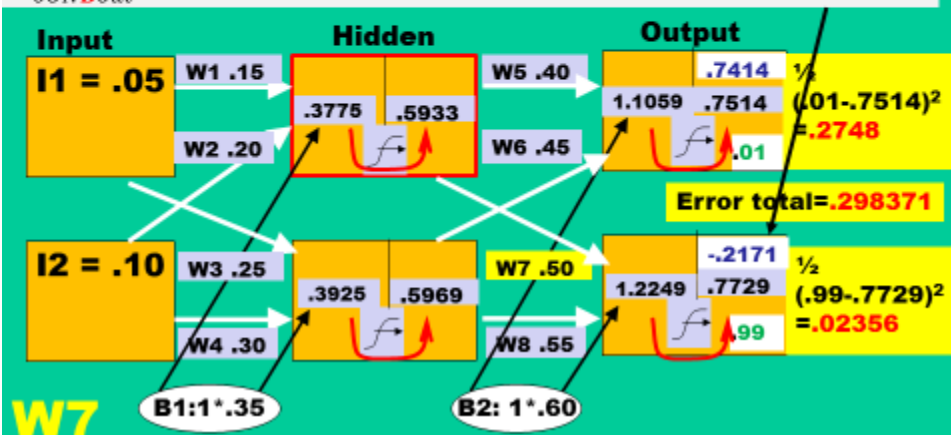 Input
Hidden
Output
I1 = .05
W1 .15
W2 .20
.3775
.5933
W5 .40
W6 .45
1.1059
.7414
.7514
.01
½
(.01-.7514)²
=.2748
Error total=.298371
I2 = .10
W3 .25
W4 .30
.3925
.5969
W7 .50
W8 .55
1.2249
-.2171
.7729
.99
½
(.99-.7729)²
=.02356
B1:1*.35
B2: 1*.60
W7